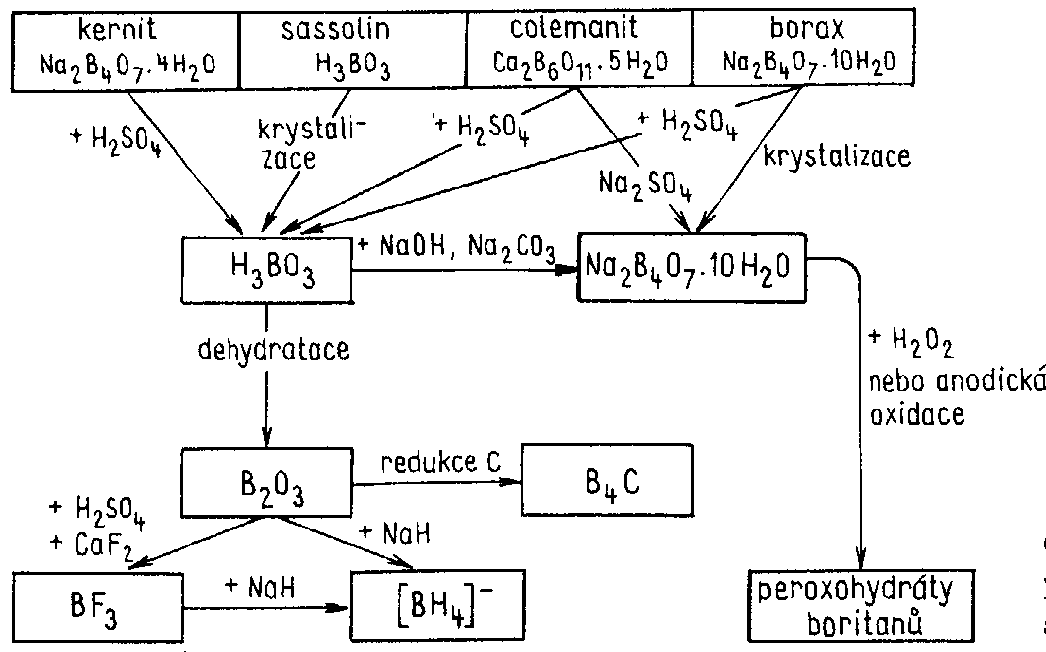 kernit sassolin colemanit borax
Na₂B₄O₇.4H₂O H₃BO₃ Ca₂B₆O₁₁.5H₂O Na₂B₄O₇.10H₂O
+ H₂SO₄ krystali-
zace + H₂SO₄ + H₂SO₄
Na₂SO₄ krystalizace
H₃BO₃ + NaOH, Na₂CO₃ Na₂B₄O₇.10H₂O
dehydratace
+ H₂O₂
nebo anodická
oxidace
B₂O₃ redukce C B₄C
+ H₂SO₄
+ CaF₂
+ NaH
BF₃ + NaH [BH₄]⁻
peroxohydráty
boritanů